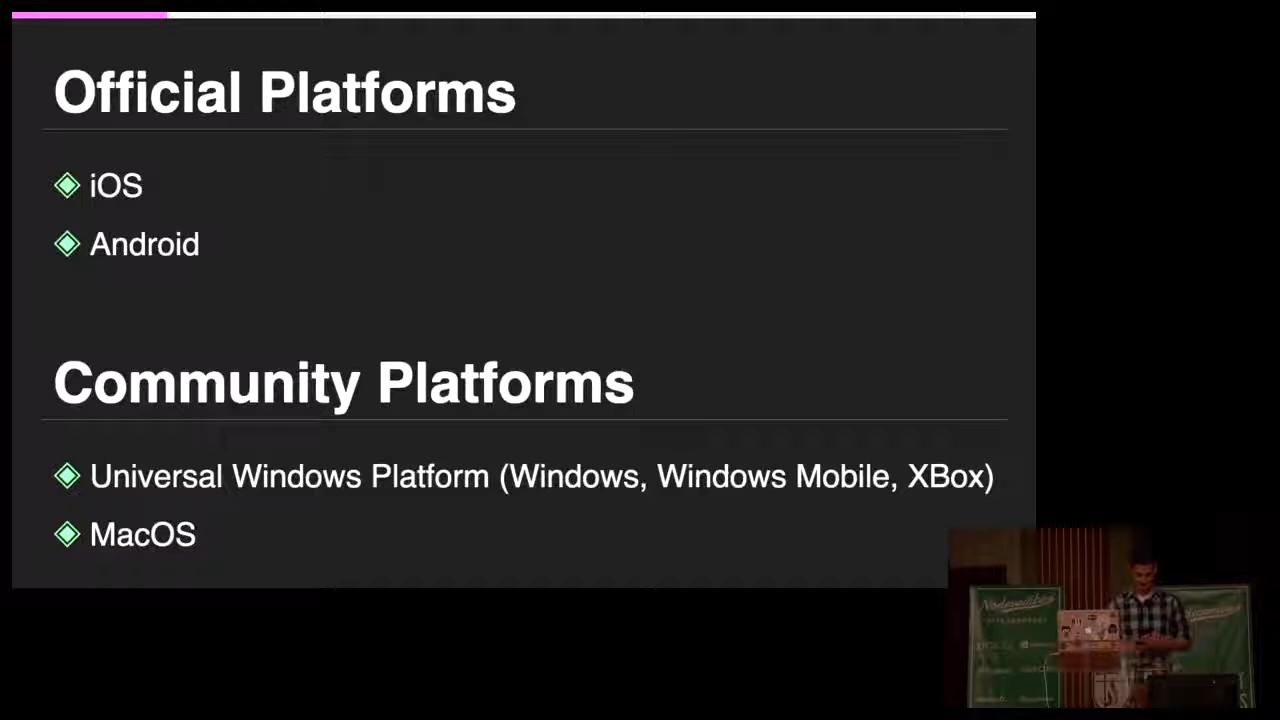 Official Platforms
iOS
Android
Community Platforms
Universal Windows Platform (Windows, Windows Mobile, XBox)
MacOS